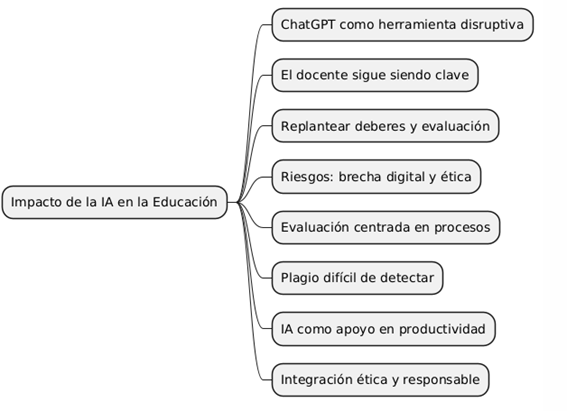 ChatGPT como herramienta disruptiva
El docente sigue siendo clave
Replantear deberes y evaluación
Riesgos: brecha digital y ética
Impacto de la IA en la Educación
Evaluación centrada en procesos
Plagio difícil de detectar
IA como apoyo en productividad
Integración ética y responsable